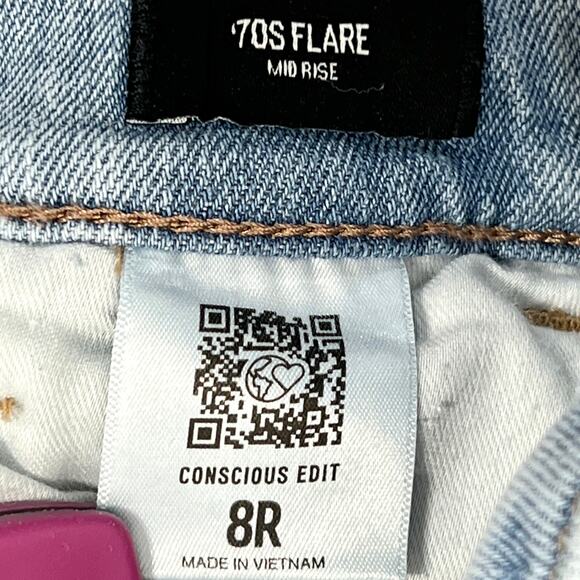 '70S FLARE
MID RISE
CONSCIOUS EDIT
8R
MADE IN VIETNAM